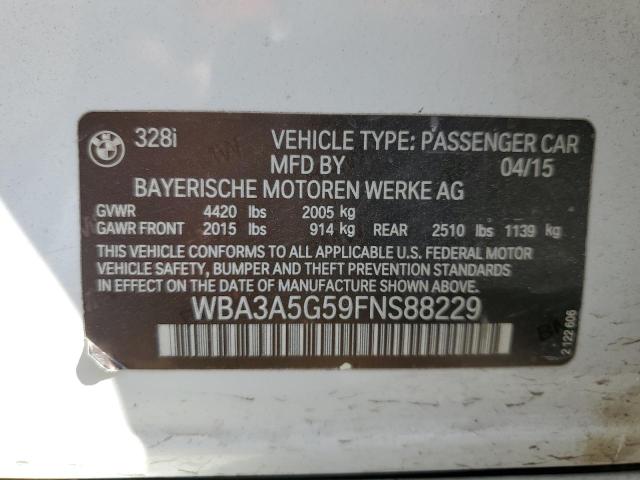 328i VEHICLE TYPE: PASSENGER CAR
MFD BY 04/15
BAYERISCHE MOTOREN WERKE AG
GVWR 4420 lbs 2005 kg
GAWR FRONT 2015 lbs 914 kg REAR 2510 lbs 1139 kg
THIS VEHICLE CONFORMS TO ALL APPLICABLE U.S. FEDERAL MOTOR
VEHICLE SAFETY, BUMPER AND THEFT PREVENTION STANDARDS
IN EFFECT ON THE DATE OF MANUFACTURE SHOWN ABOVE.
WBA3A5G59FNS88229
2 122 606